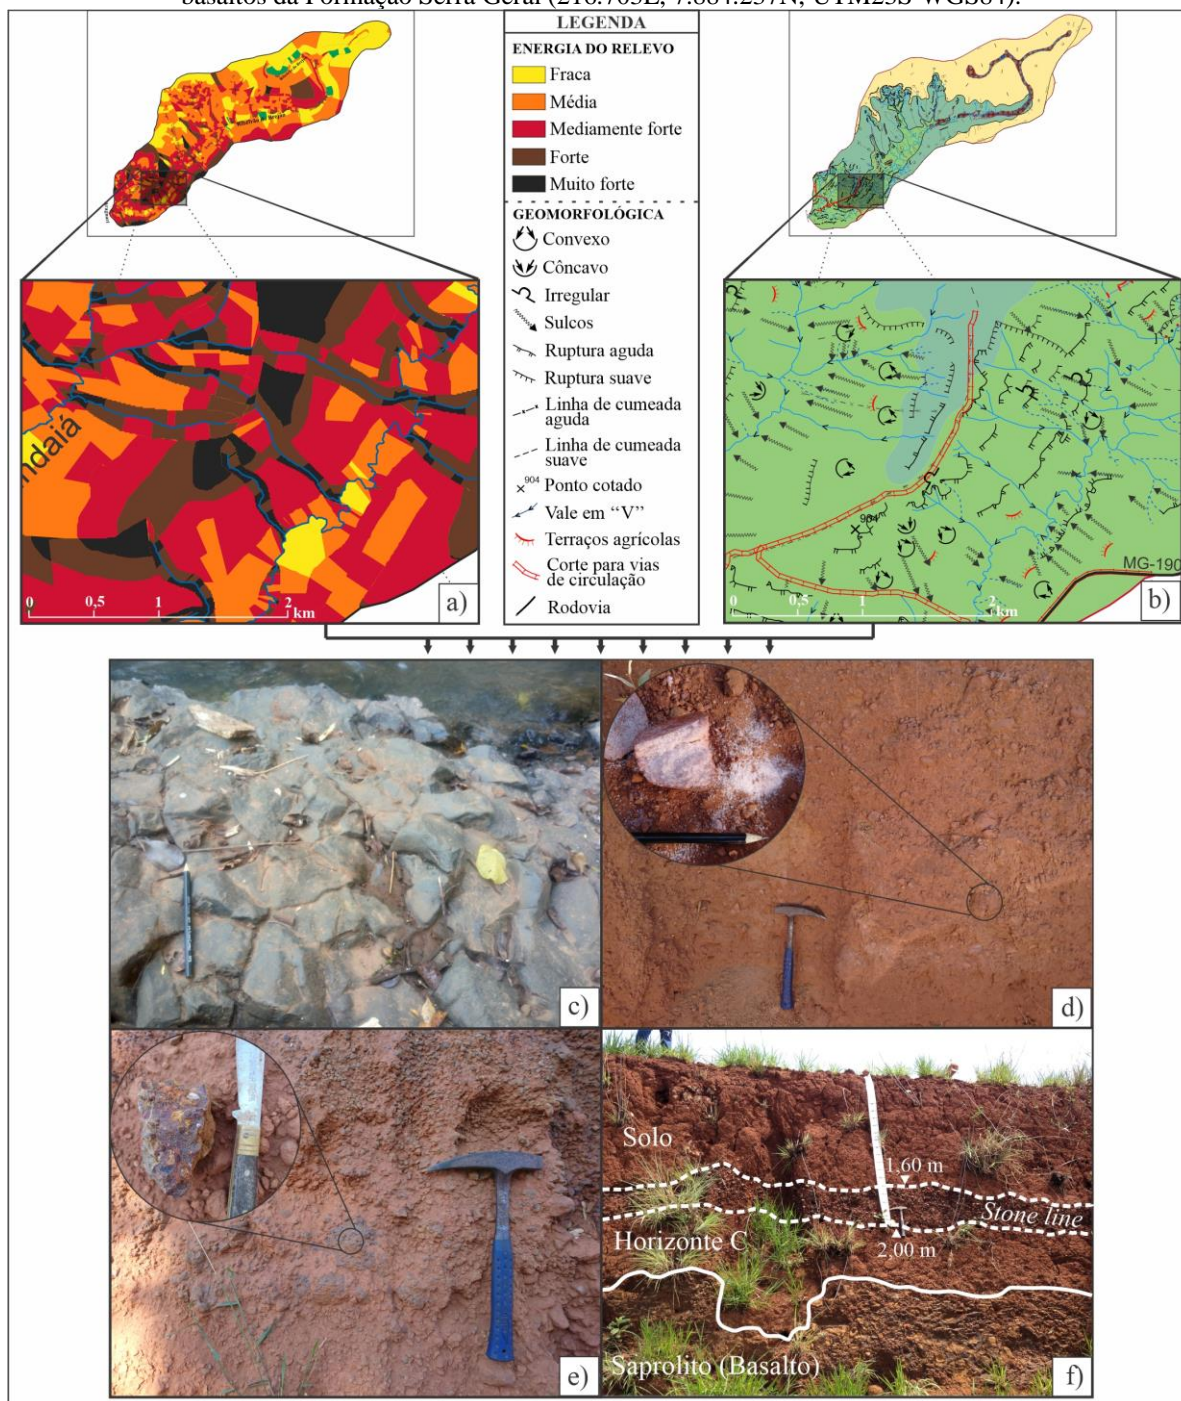 basaltos da Formação Serra Geral (216.703E, 7.884.257N, UTM23S-WGS84).
LEGENDA
ENERGIA DO RELEVO
Fraca
Média
Mediamente forte
Forte
Muito forte
GEOMORFOLÓGICA
Convexo
Côncavo
Irregular
Sulcos
Ruptura aguda
Ruptura suave
Linha de cumeada
aguda
Linha de cumeada
suave
904 Ponto cotado
Vale em “V”
Terraços agrícolas
Corte para vias
de circulação
Rodovia
ndaiá
0 0,5 1 2
km
a)
904
MG-190
0 0,5 1 2
km
b)
c)
d)
e)
Solo
1,60 m
Stone line
Horizonte C
2,00 m
Saprolito (Basalto)
f)